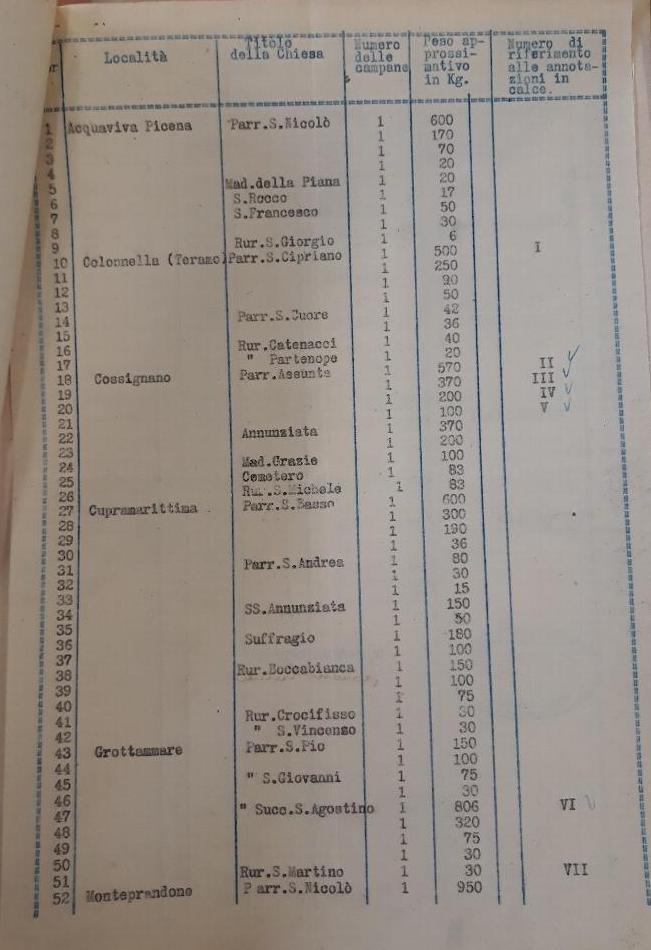 Località
Titolo della Chiesa
Numero delle campane
Peso ap-
prossi-
mativo
in Kg.
Numero di
riferimento
alle annota-
zioni in
calce.
1 Acquaviva Picena Parr.S.Nicolò 1 600
2 1 170
3 1 70
4 1 20
5 Mad.della Piana 1 20
6 S.Rocco 1 17
7 S.Francesco 1 50
8 1 30
9 Rur.S.Giorgio 1 6
10 Colonnella (Teramo) Parr.S.Cipriano 1 500 I
11 1 250
12 1 90
13 1 50
14 Parr.S.Cuore 1 42
15 1 36
16 Rur.Catenacci 1 40
17 " Partenope 1 20
18 Cossignano Parr.Assunta 1 570 II
19 1 370 III
20 1 200 IV
21 1 100 V
22 Annunziata 1 370
23 1 200
24 Mad.Grazie 1 100
25 Cemetero 1 83
26 Rur.S.Michele 1 83
27 Cupramarittima Parr.S.Basso 1 600
28 1 300
29 1 190
30 1 36
31 Parr.S.Andrea 1 80
32 1 30
33 1 15
34 SS.Annunziata 1 150
35 1 50
36 Suffragio 1 180
37 1 100
38 Rur.Boccabianca 1 150
39 1 100
40 1 75
41 Rur.Crocifisso 1 30
42 " S.Vincenzo 1 30
43 Grottammare Parr.S.Pio 1 150
44 1 100
45 " S.Giovanni 1 75
46 1 30
47 " Succ.S.Agostino 1 806 VI
48 1 320
49 1 75
50 1 30
51 Rur.S.Martino 1 30 VII
52 Monteprandone Parr.S.Nicolò 1 950